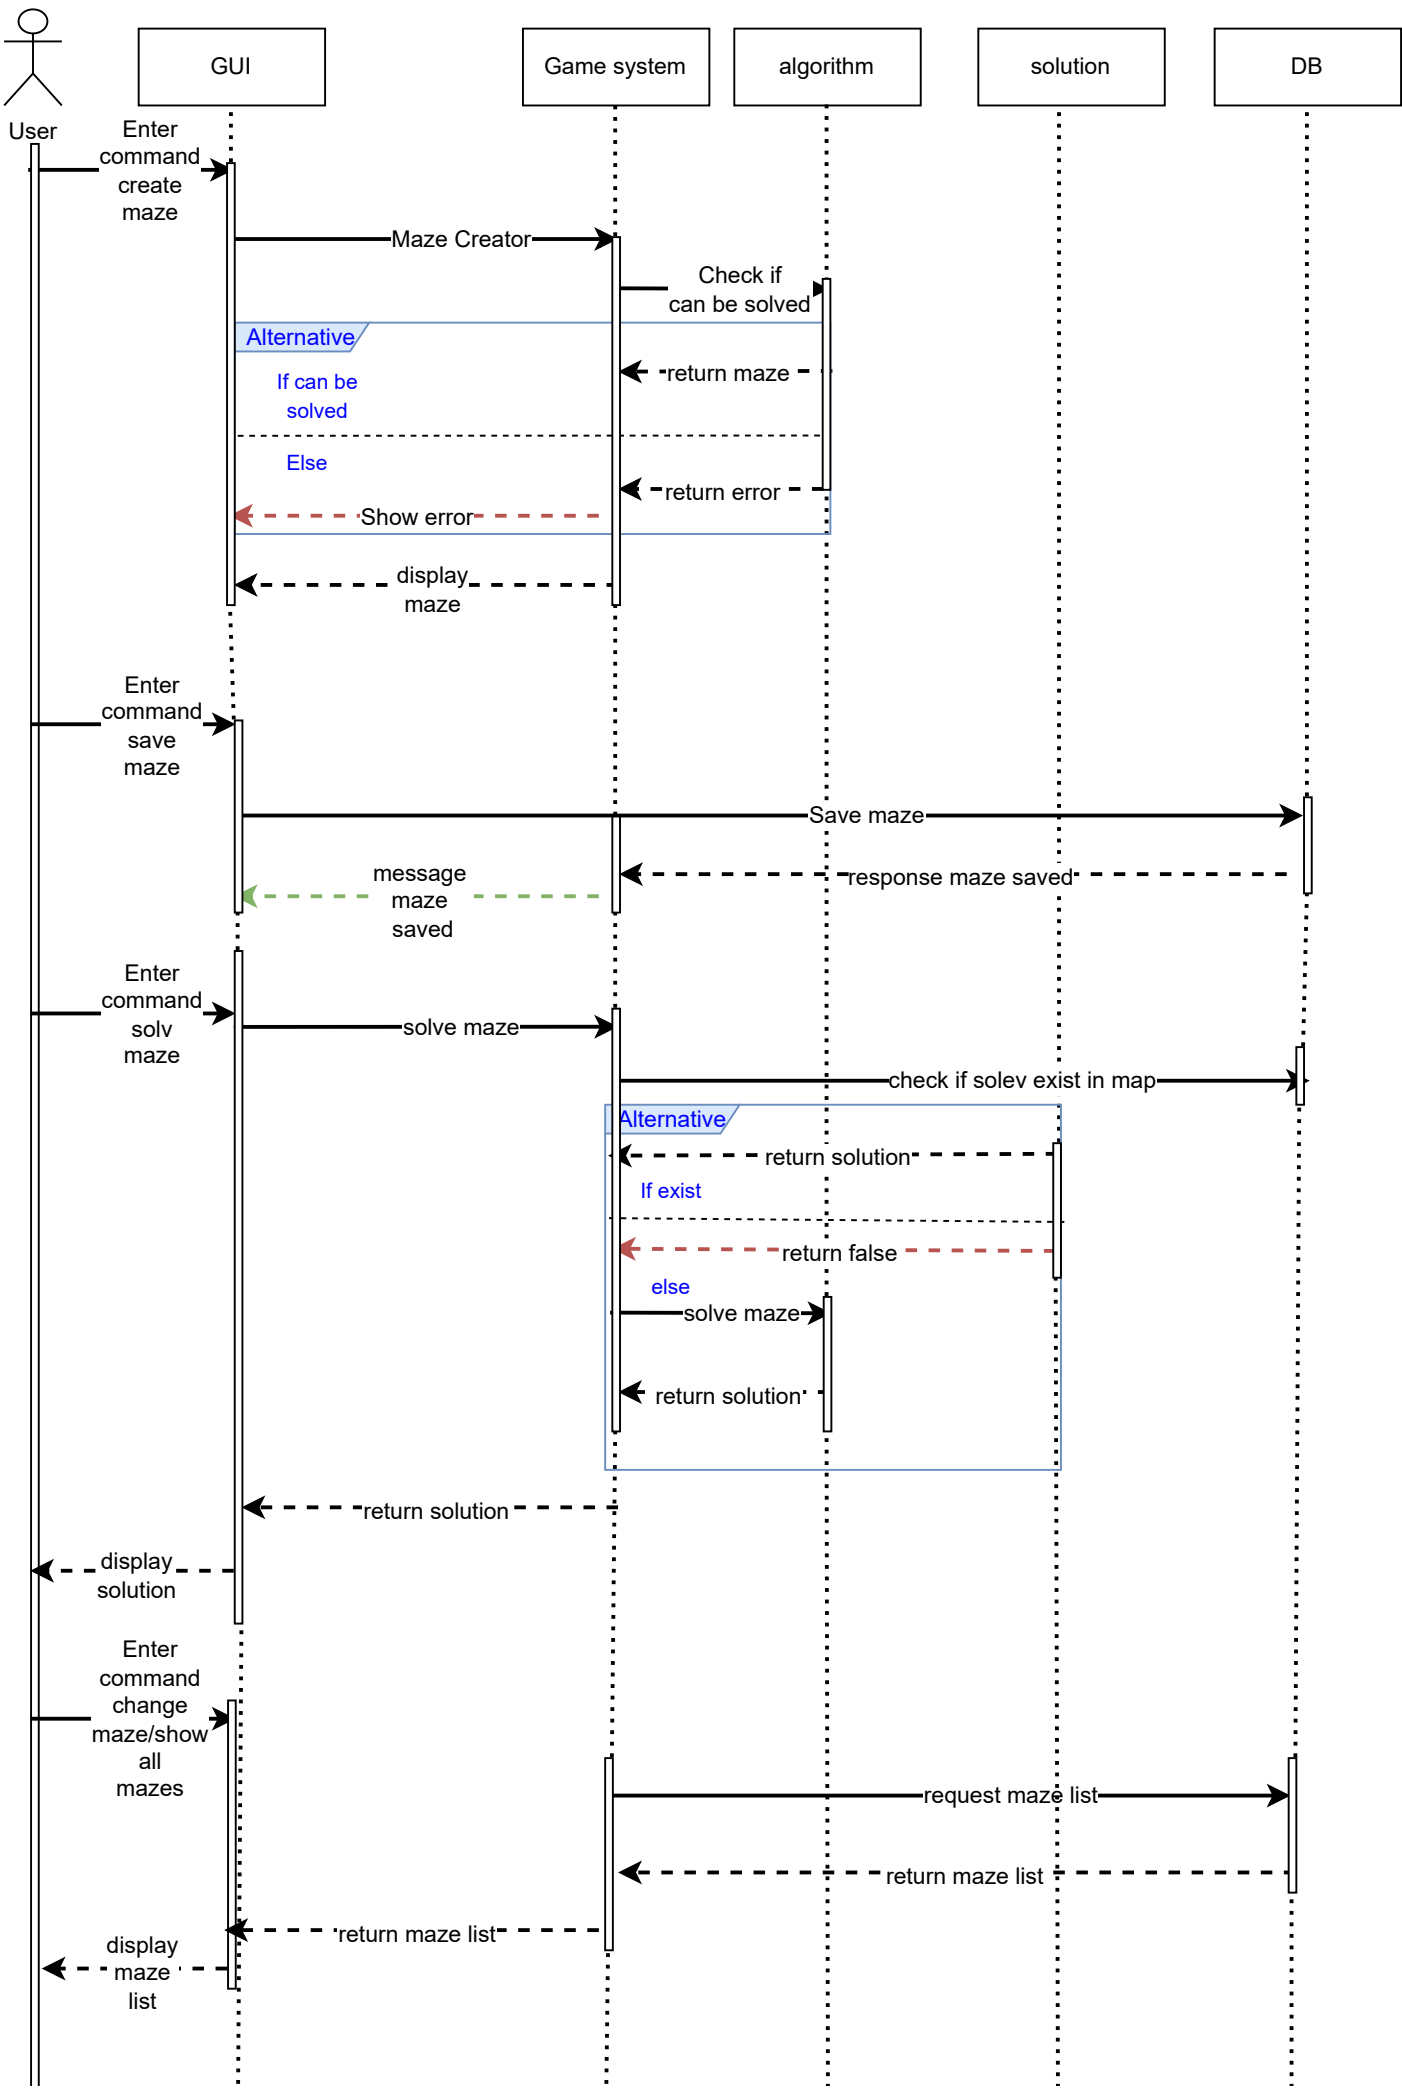 GUI
Game system
algorithm
solution
DB
User
Enter
command
create
maze
Maze Creator
Check if
can be solved
Alternative
If can be
solved
return maze
Else
return error
Show error
display
maze
Enter
command
save
maze
Save maze
response maze saved
message
maze
saved
Enter
command
solv
maze
solve maze
check if solev exist in map
Alternative
return solution
If exist
return false
else
solve maze
return solution
return solution
display
solution
Enter
command
change
maze/show
all
mazes
request maze list
return maze list
return maze list
display
maze
list